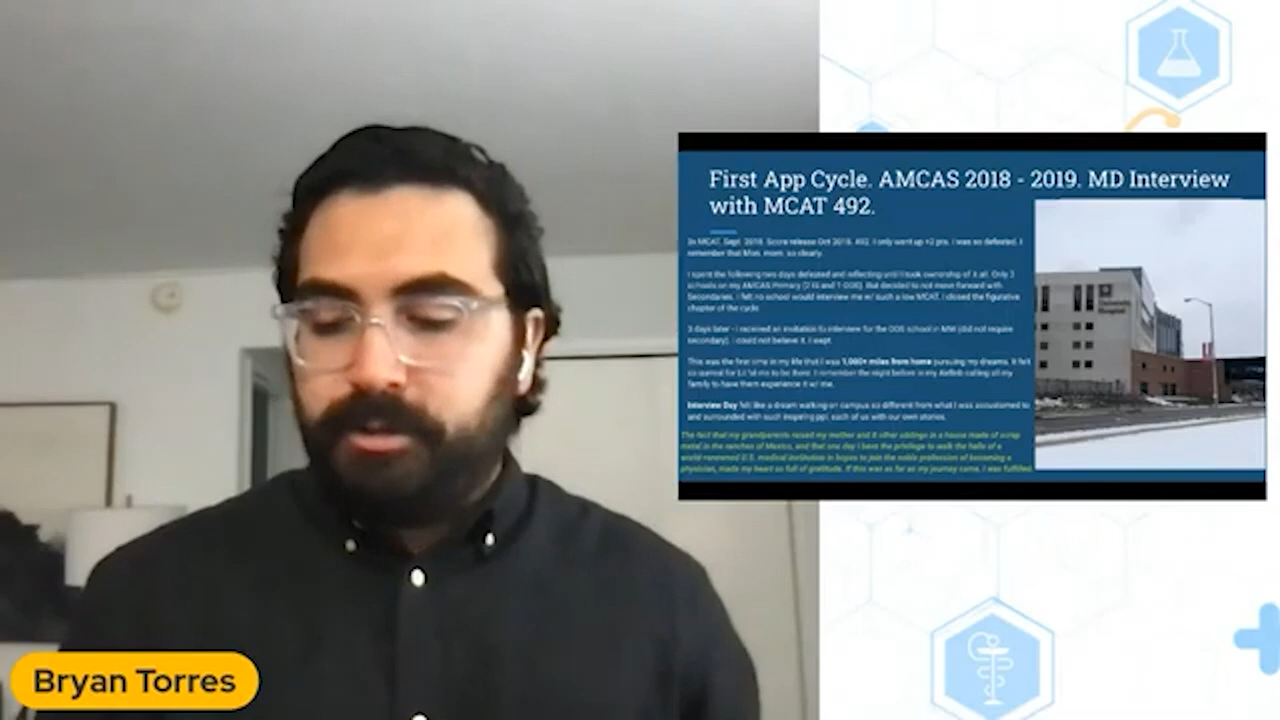 First App Cycle. AMCAS 2018 - 2019. MD Interview
with MCAT 492.
MCAT. Sept. 2018. Score release Oct 2018. 492. I only went up +2 pts. I was so defeated. I
remember that Mon. morn. so clearly.
I spent the following two days defeated and reflecting until I took ownership of it all. Only 3
schools on my AMCAS Primary But decided to not move forward with
Secondaries. I felt no school would interview me w/ such a low MCAT. I closed the figurative
chapter of the cycle
3 days later - I received an invitation to interview for the OOS school in MW (did not require
secondary). I could not believe it. I wept.
This was the first time in my life that I was 1,000+ miles from home pursuing my dreams. It felt
so surreal for me to be there. I remember the night before in my AirBnb calling all my
family to have them experience it w/ me.
Interview Day felt like a dream walking on campus so different from what I was accustomed to
and surrounded with such inspiring ppl, each of us with our own stories.
The fact that my grandparents raised my mother and 8 other siblings in a house made of scrap
metal in the ranches of Mexico, and that one day I have the privilege to walk the halls of a
world-renowned U.S. medical institution in hopes to join the noble profession of becoming a
physician, made my heart so full of gratitude. If this was as far as my journey came, I was fulfilled.
University
Hospital
Bryan Torres